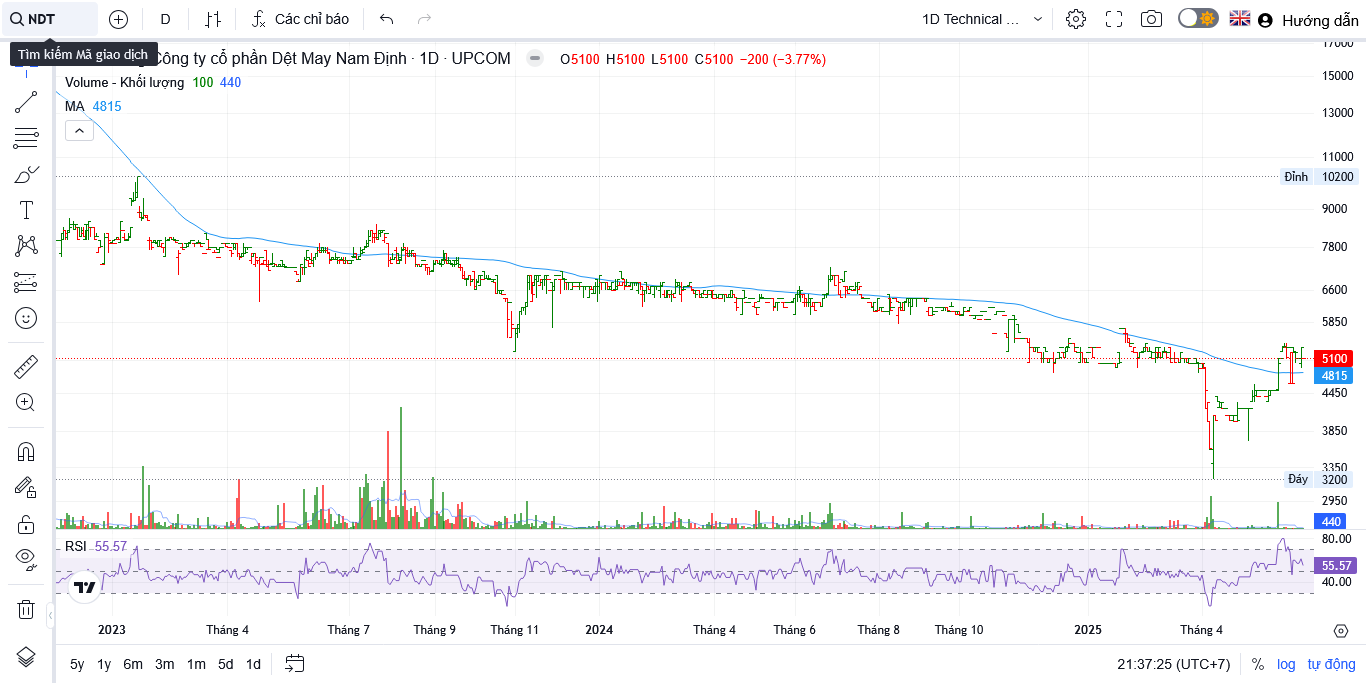 NDT
D
Các chỉ báo
1D Technical ...
Hướng dẫn
Tìm kiếm Mã giao dịch
Công ty cổ phần Dệt May Nam Định · 1D · UPCOM
O5100 H5100 L5100 C5100 −200 (−3.77%)
Volume - Khối lượng 100 440
MA 4815
17000
15000
13000
11000
Đỉnh 10200
9000
7800
6600
5850
5100
4815
4450
3850
3350
Đáy 3200
2950
440
RSI 55.57
80.00
55.57
40.00
2023 Tháng 4 Tháng 7 Tháng 9 Tháng 11 2024 Tháng 4 Tháng 6 Tháng 8 Tháng 10 2025 Tháng 4
5y 1y 6m 3m 1m 5d 1d
21:37:25 (UTC+7) % log tự động